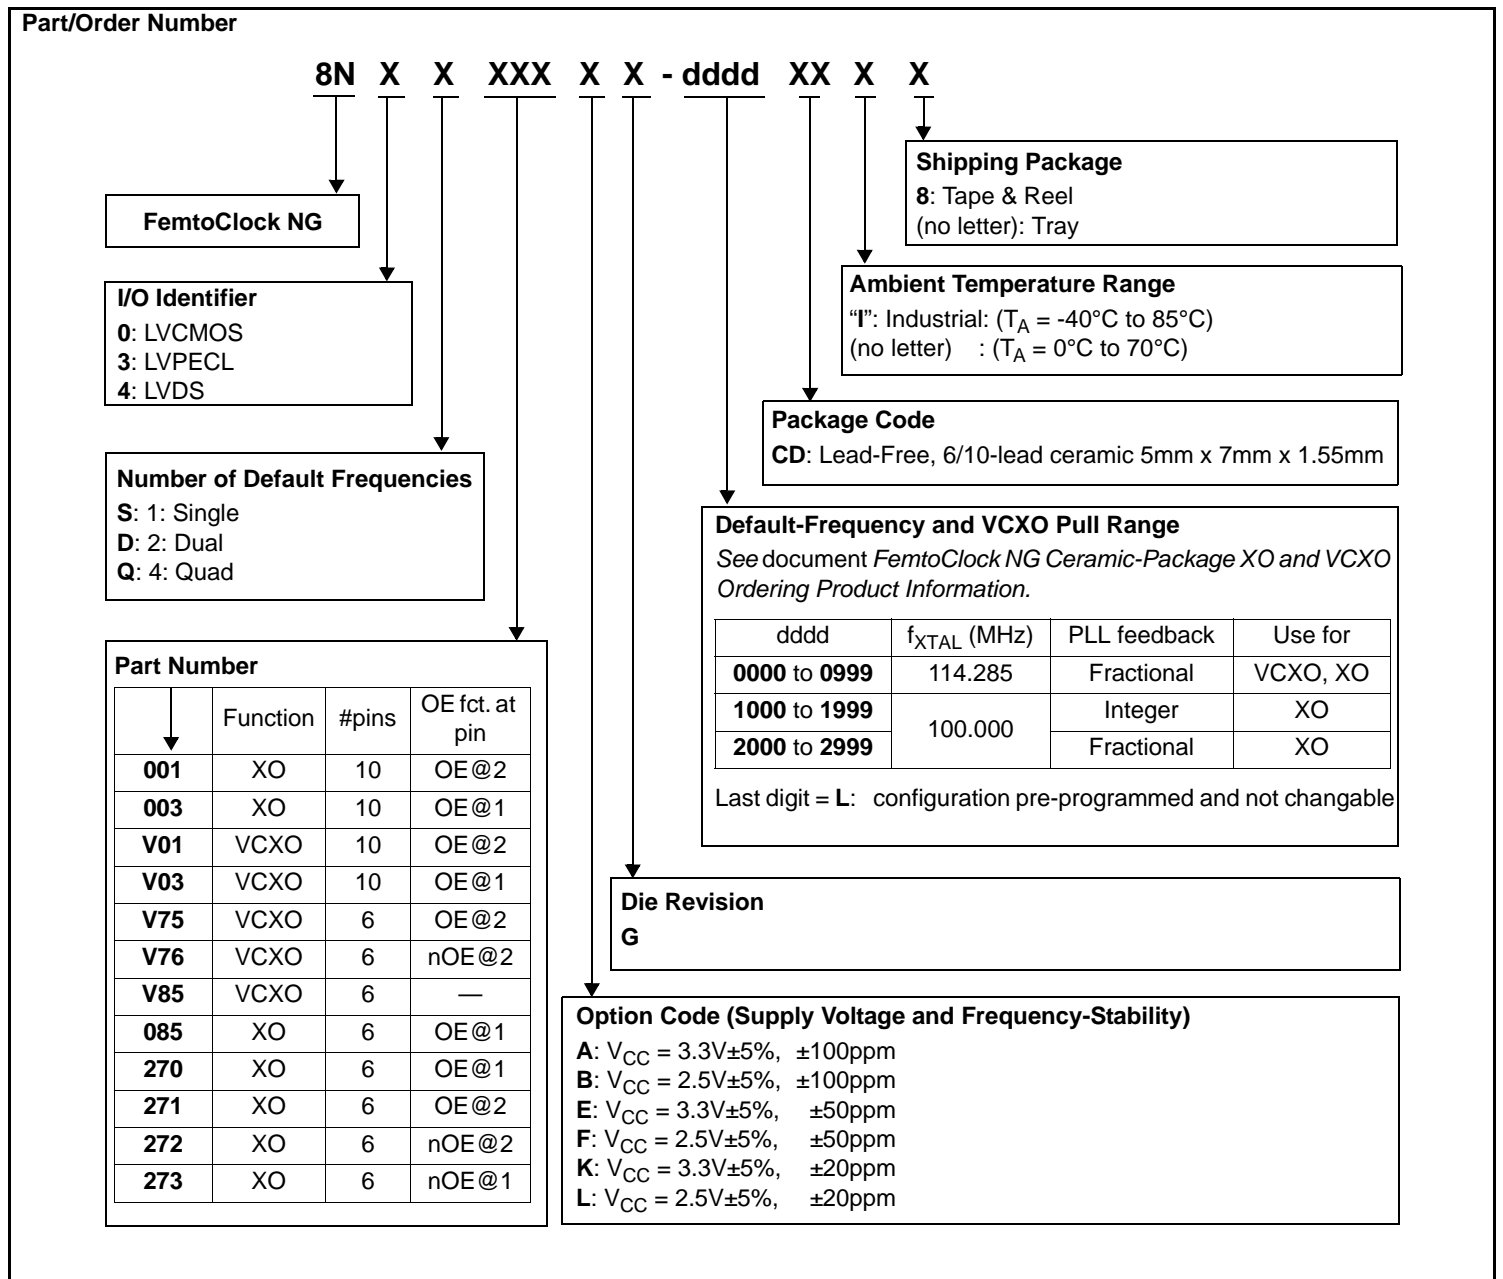 Part/Order Number
8N X X XXX X X - dddd XX X X
Shipping Package
8: Tape & Reel
(no letter): Tray
FemtoClock NG
Ambient Temperature Range
“I”: Industrial: (TA = -40°C to 85°C)
(no letter) : (TA = 0°C to 70°C)
I/O Identifier
0: LVCMOS
3: LVPECL
4: LVDS
Package Code
CD: Lead-Free, 6/10-lead ceramic 5mm x 7mm x 1.55mm
Number of Default Frequencies
S: 1: Single
D: 2: Dual
Q: 4: Quad
Default-Frequency and VCXO Pull Range
See document FemtoClock NG Ceramic-Package XO and VCXO
Ordering Product Information.
dddd fXTAL (MHz) PLL feedback Use for
0000 to 0999 114.285 Fractional VCXO, XO
1000 to 1999 100.000 Integer XO
2000 to 2999 Fractional XO
Last digit = L: configuration pre-programmed and not changable
Part Number
Function #pins OE fct. at
pin
001 XO 10 OE@2
003 XO 10 OE@1
V01 VCXO 10 OE@2
V03 VCXO 10 OE@1
V75 VCXO 6 OE@2
V76 VCXO 6 nOE@2
V85 VCXO 6 —
085 XO 6 OE@1
270 XO 6 OE@1
271 XO 6 OE@2
272 XO 6 nOE@2
273 XO 6 nOE@1
Die Revision
G
Option Code (Supply Voltage and Frequency-Stability)
A: VCC = 3.3V±5%, ±100ppm
B: VCC = 2.5V±5%, ±100ppm
E: VCC = 3.3V±5%, ±50ppm
F: VCC = 2.5V±5%, ±50ppm
K: VCC = 3.3V±5%, ±20ppm
L: VCC = 2.5V±5%, ±20ppm